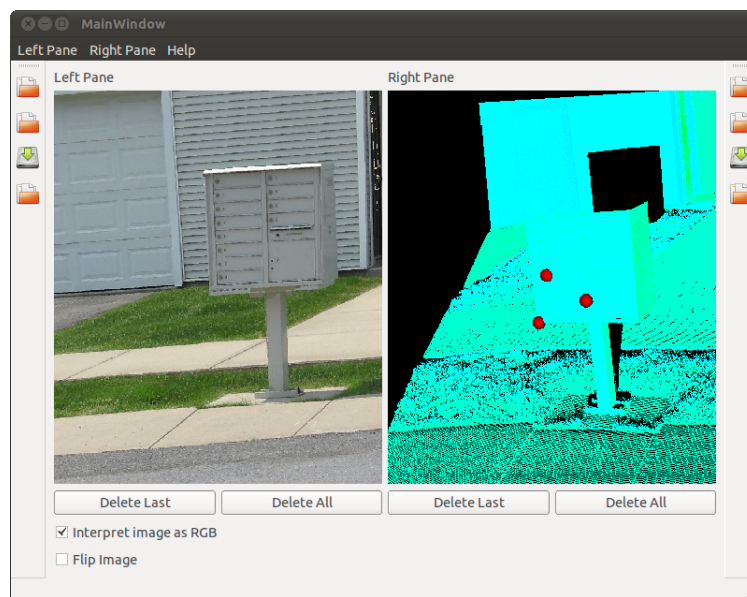 MainWindow
Left Pane Right Pane Help
Left Pane Right Pane
Delete Last Delete All Delete Last Delete All
Interpret image as RGB
Flip Image